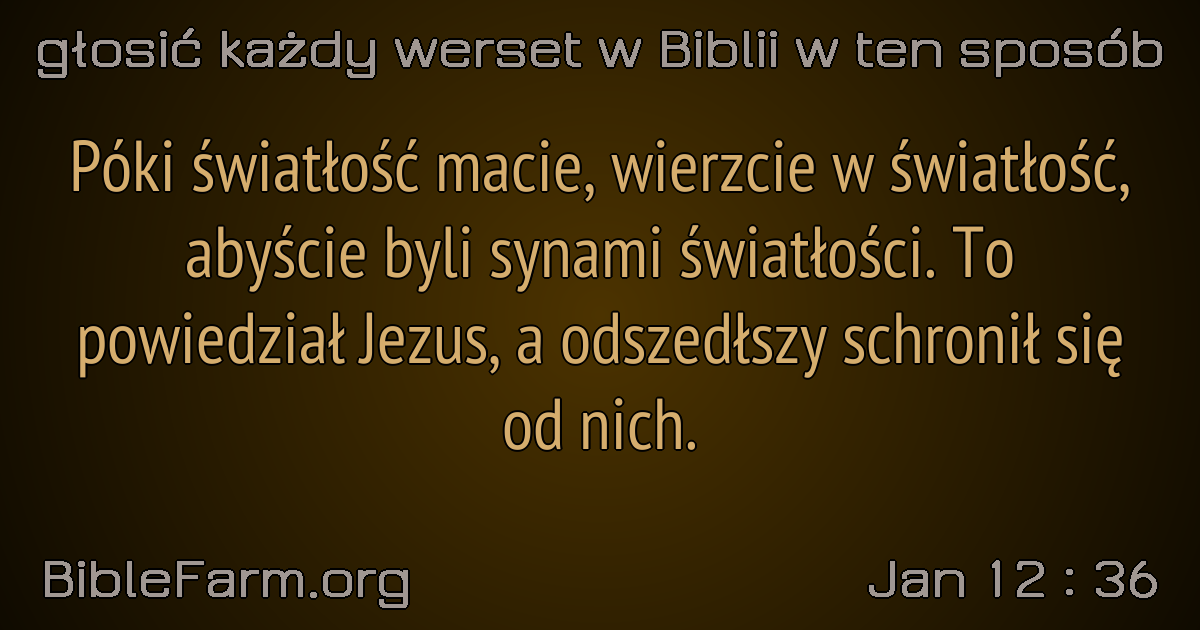 głosić każdy werset w Biblii w ten sposób
Póki światłość macie, wierzcie w światłość,
abyście byli synami światłości. To
powiedział Jezus, a odszedłszy schronił się
od nich.
BibleFarm.org
Jan 12 : 36